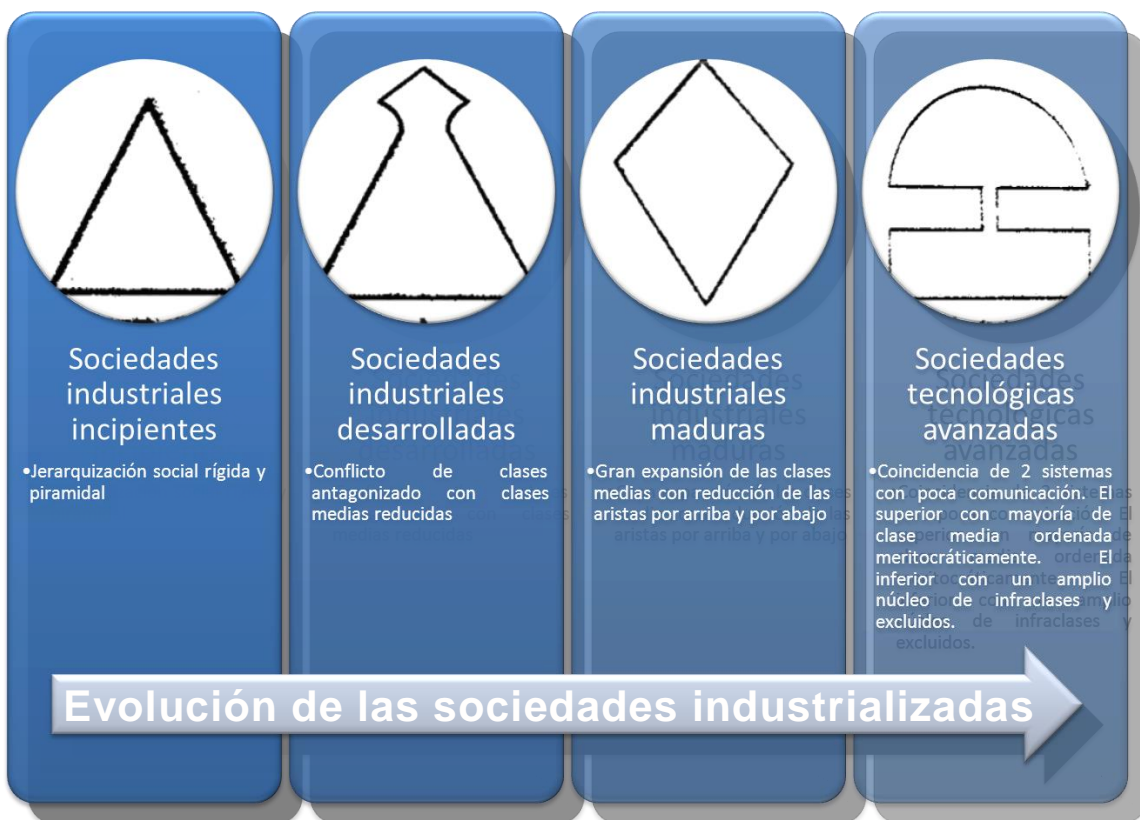 Sociedades
industriales
incipientes
•Jerarquización social rígida y
piramidal
Sociedades
industriales
desarrolladas
•Conflicto de clases
antagonizado con clases
medias reducidas
Sociedades
industriales
maduras
•Gran expansión de las clases
medias con reducción de las
aristas por arriba y por abajo
Sociedades
tecnológicas
avanzadas
•Coincidencia de 2 sistemas
con poca comunicación. El
superior con mayoría de
clase media ordenada
meritocráticamente. El
inferior con un amplio
núcleo de infraclases y
excluidos.
Evolución de las sociedades industrializadas